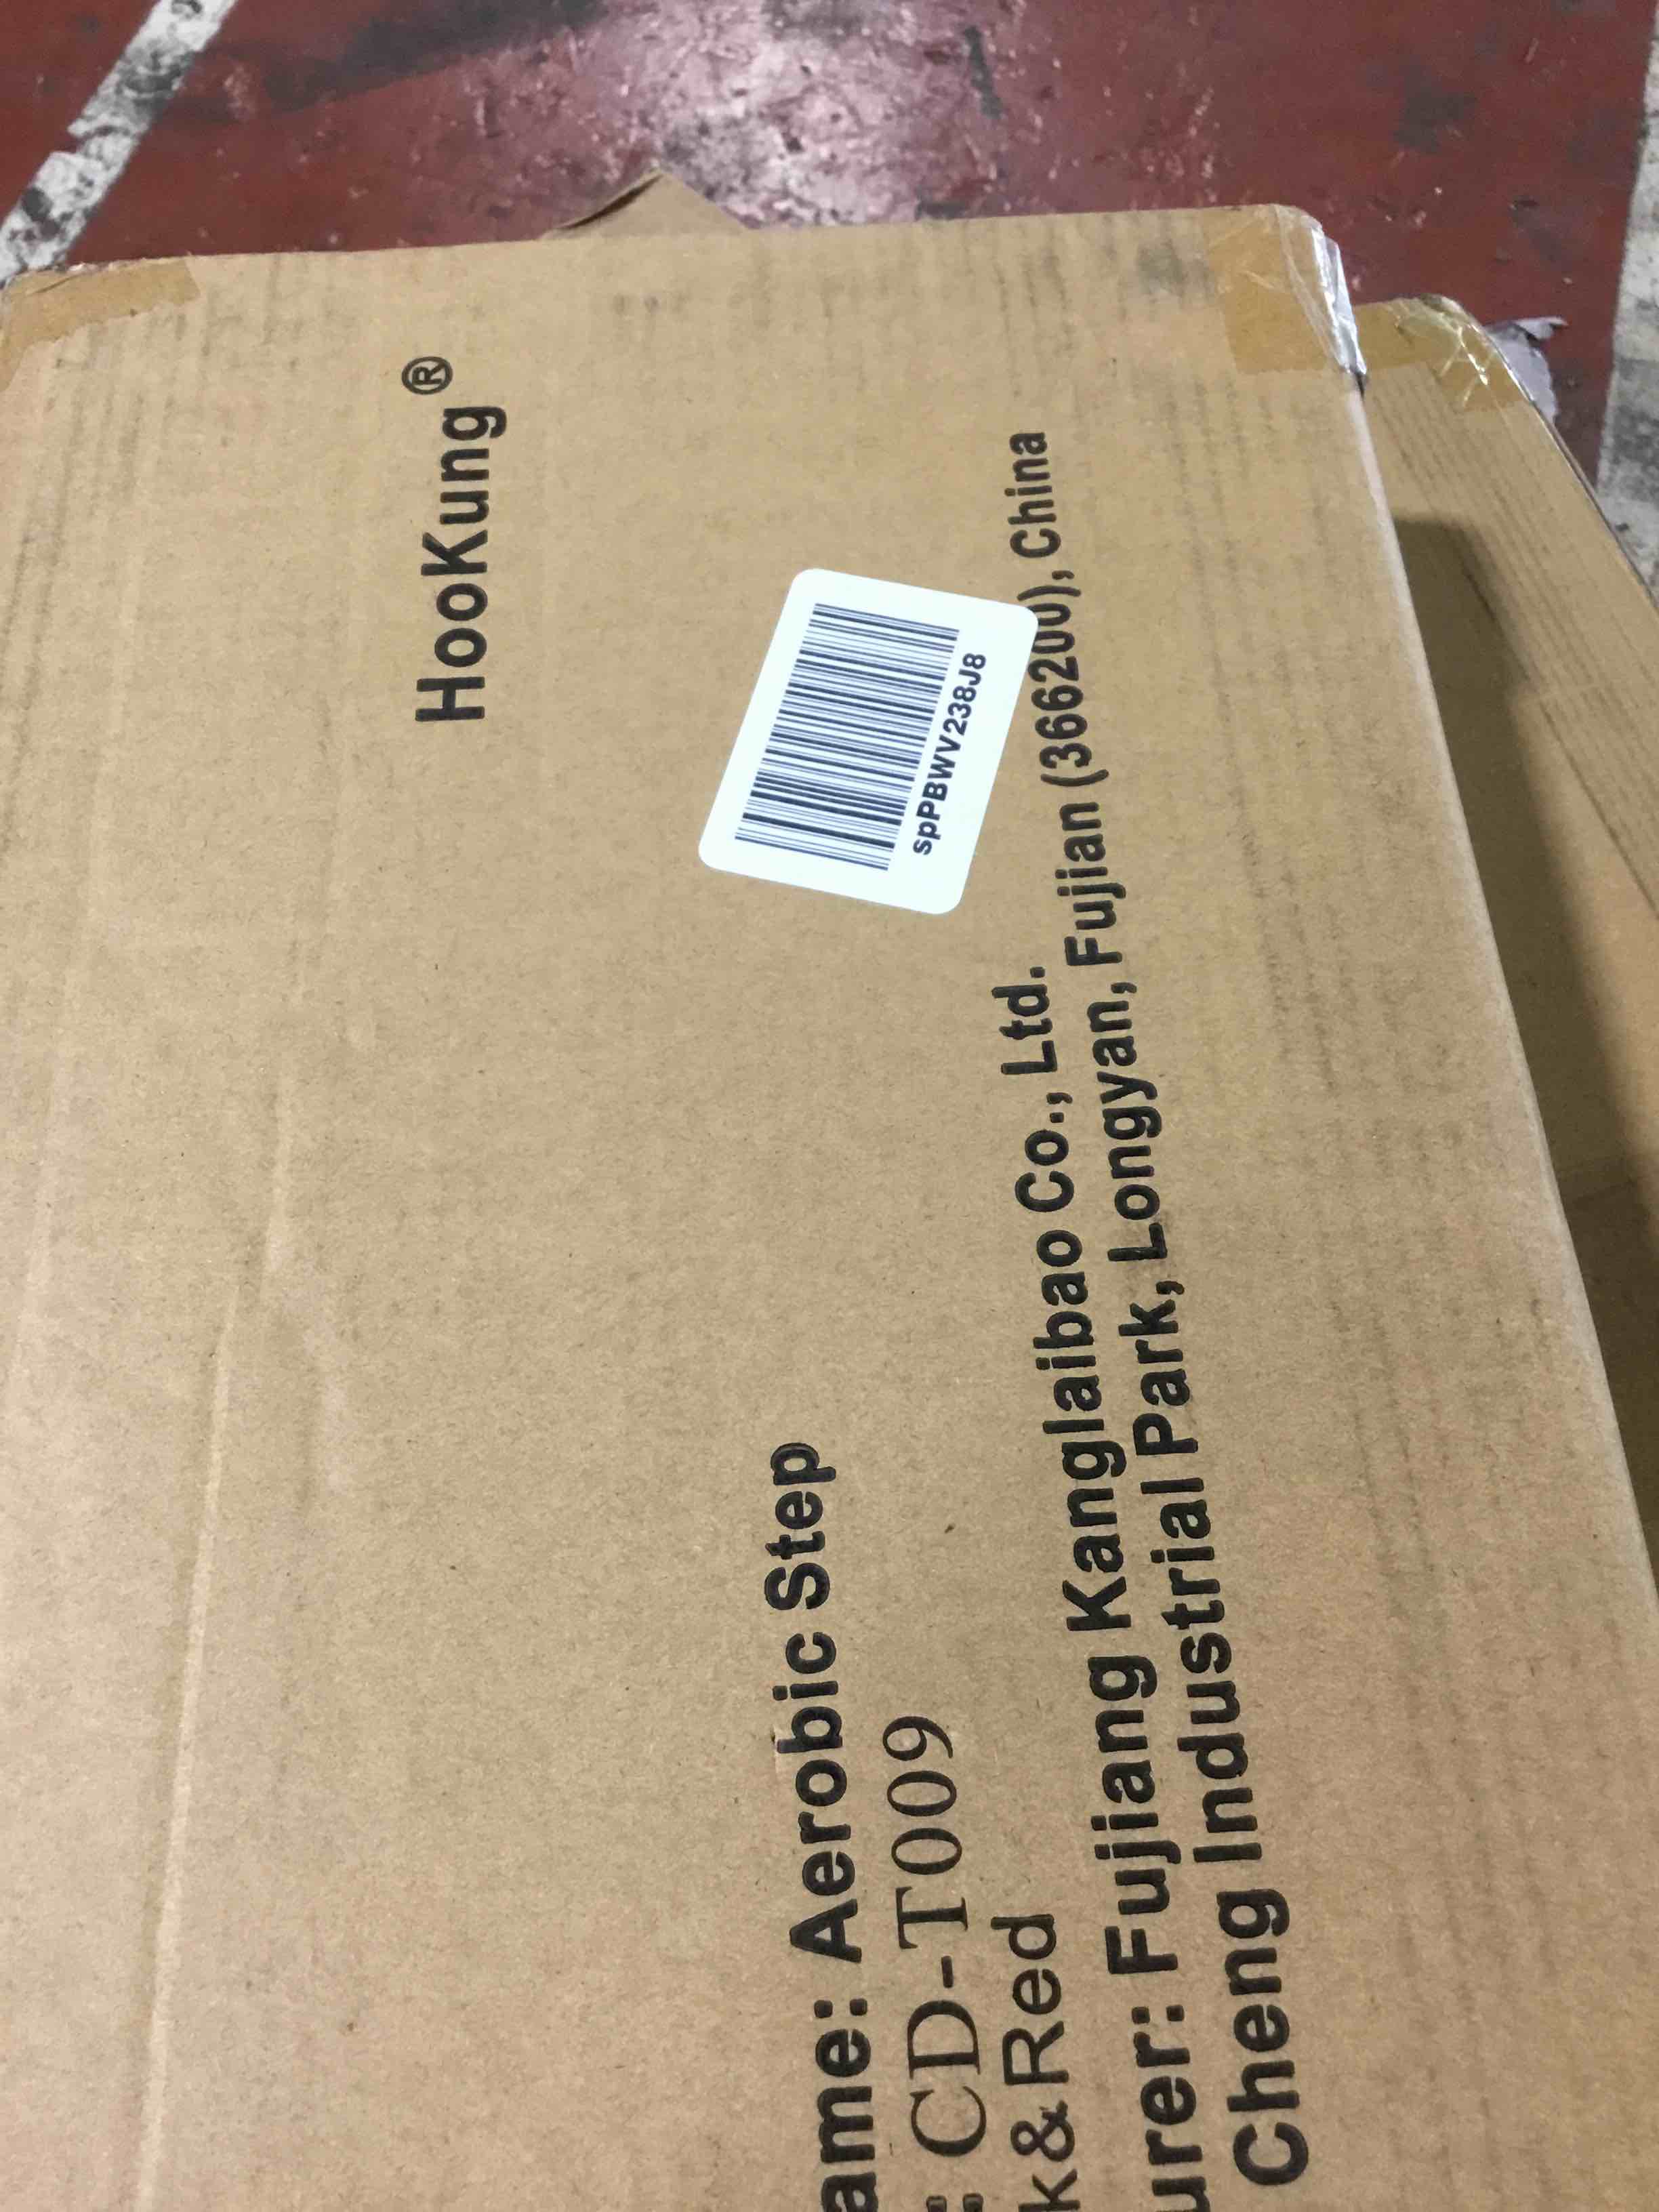 HooKung®
spPBWV238J8
ame: Aerobic Step
: CD-T009
k&Red
urer: Fujiang Kanglaibao Co., Ltd.
Cheng Industrial Park, Longyan, Fujian (366200), China